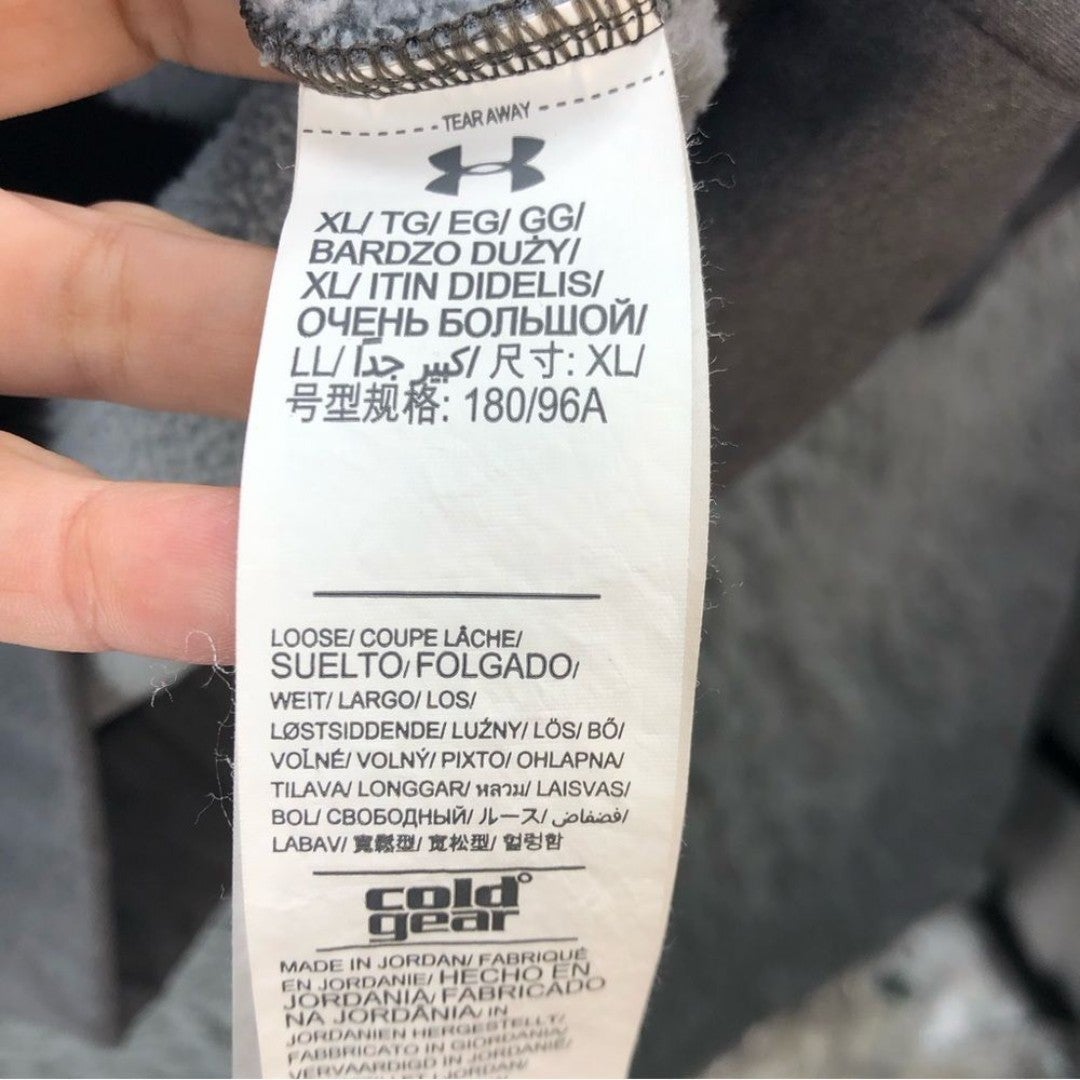 TEAR AWAY
XL/ TG/ EG/ GG/
BARDZO DUŻY/
XL/ ITIN DIDELIS/
ОЧЕНЬ БОЛЬШОЙ/
LL/ كبير جداً/ 尺寸: XL/
号型规格: 180/96A
LOOSE/ COUPE LÂCHE/
SUELTO/ FOLGADO/
WEIT/ LARGO/ LOS/
LØSTSIDDENDE/ LUŹNY/ LÖS/ BŐ/
VOĽNÉ/ VOLNÝ/ PIXTO/ OHLAPNA/
TILAVA/ LONGGAR/ หลวม/ LAISVAS/
BOL/ СВОБОДНЫЙ/ ルース/ فضفاض/
LABAV/ 寬鬆型/ 宽松型/ 헐렁함
cold
gear
MADE IN JORDAN/ FABRIQUÉ
EN JORDANIE/ HECHO EN
JORDANIA/ FABRICADO
NA JORDÂNIA/ IN
JORDANIEN HERGESTELLT/
FABBRICATO IN GIORDANIA/
VERVAARDIGD IN JORDANIË/
JORDAN/